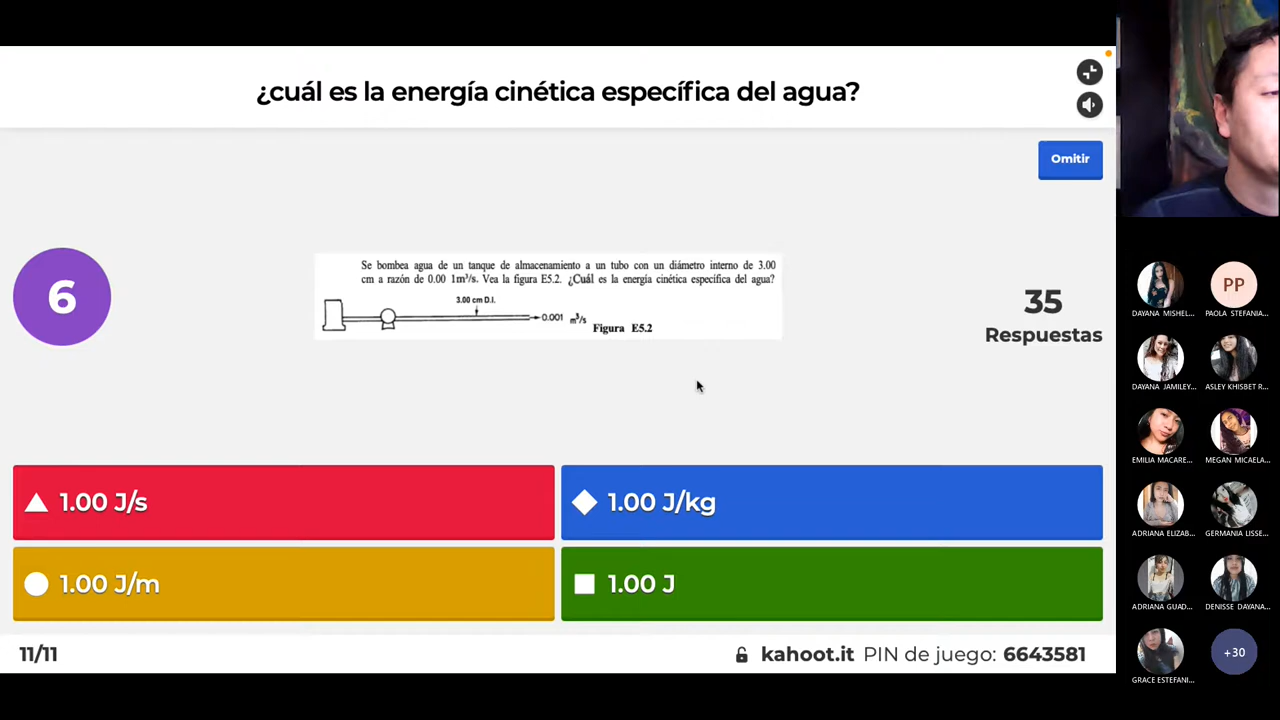 ¿cuál es la energía cinética específica del agua?
Omitir
6
Se bombea agua de un tanque de almacenamiento a un tubo con un diámetro interno de 3.00
cm a razón de 0.00 1m³/s. Vea la figura E5.2. ¿Cuál es la energía cinética específica del agua?
3.00 cm D.I.
0.001 m³/s
Figura E5.2
35
Respuestas
1.00 J/s
1.00 J/kg
1.00 J/m
1.00 J
11/11
kahoot.it PIN de juego: 6643581
PP
DAYANA MISHEL...
PAOLA STEFANIA...
DAYANA JAMILEY...
ASLEY KHISBET R...
EMILIA MACARE...
MEGAN MICAELA...
ADRIANA ELIZAB...
GERMANIA LISSE...
ADRIANA GUAD...
DENISSE DAYANA...
+30
GRACE ESTEFANI...